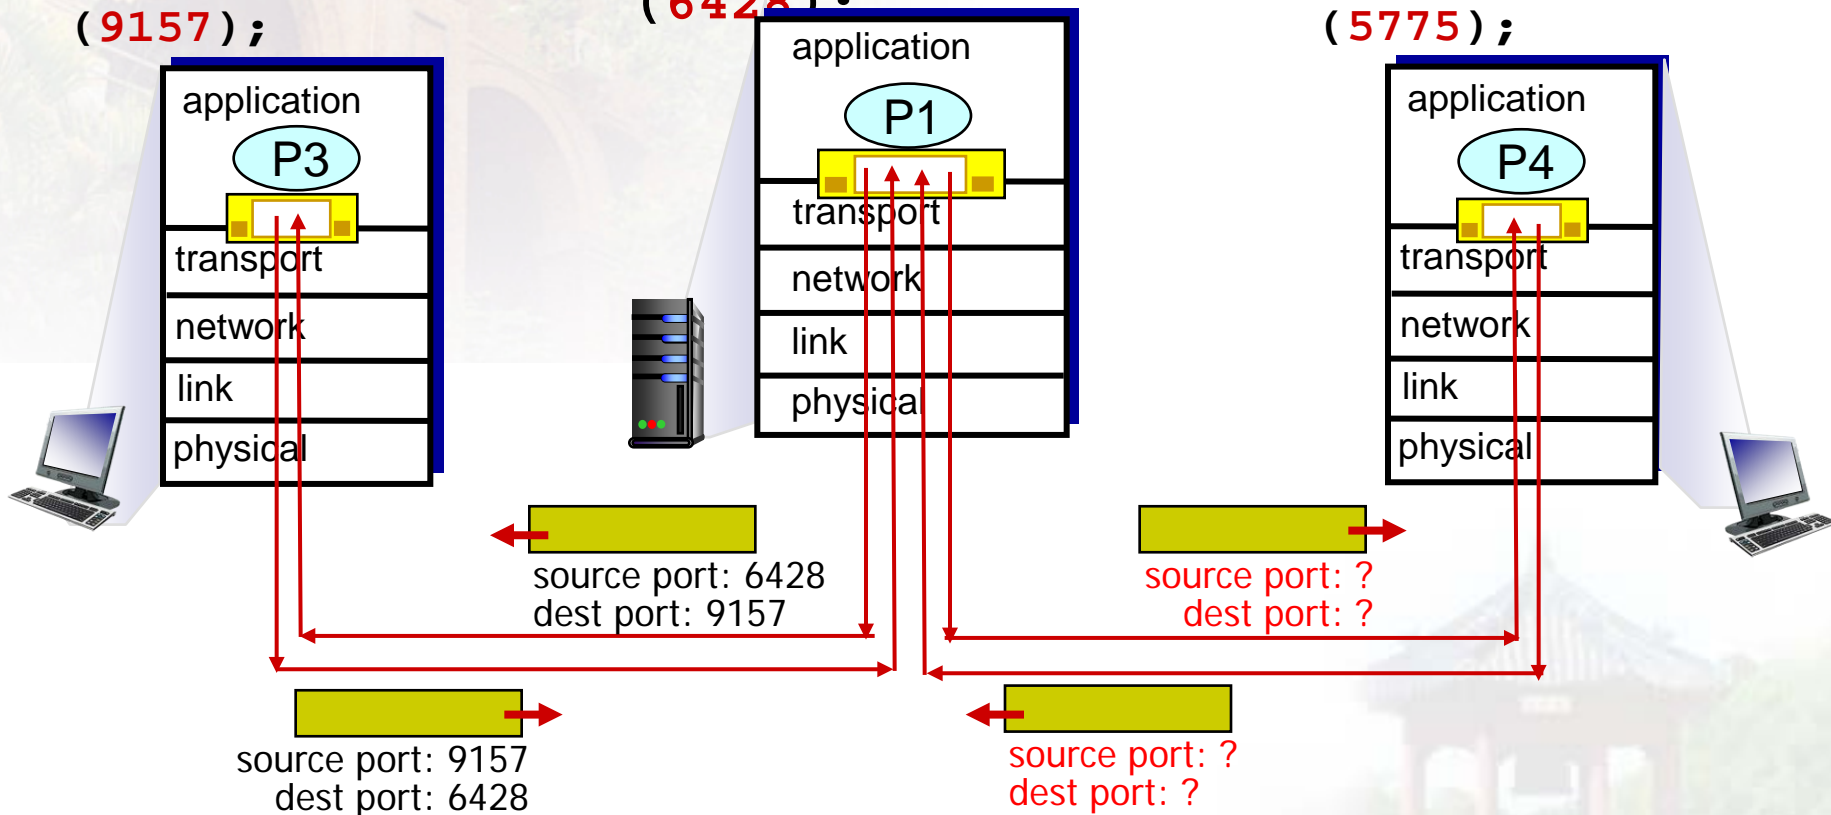 (9157);
(6428);
(5775);
application
P3
transport
network
link
physical
application
P1
transport
network
link
physical
application
P4
transport
network
link
physical
source port: 6428
dest port: 9157
source port: ?
dest port: ?
source port: 9157
dest port: 6428
source port: ?
dest port: ?